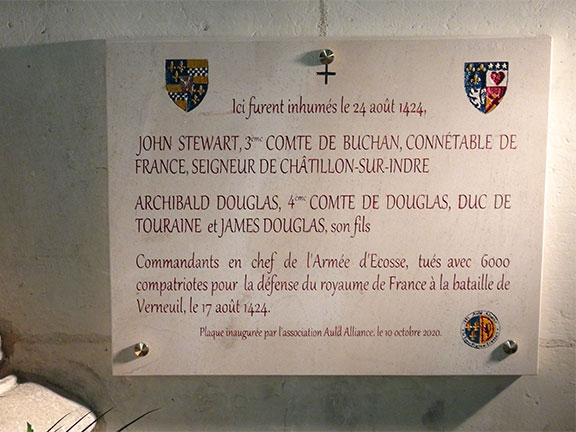 Ici furent inhumés le 24 août 1424,
JOHN STEWART, 3ème COMTE DE BUCHAN, CONNÉTABLE DE
FRANCE, SEIGNEUR DE CHÂTILLON-SUR-INDRE
ARCHIBALD DOUGLAS, 4ème COMTE DE DOUGLAS, DUC DE
TOURAINE et JAMES DOUGLAS, son fils
Commandants en chef de l'Armée d'Ecosse, tués avec 6000
compatriotes pour la défense du royaume de France à la bataille de
Verneuil, le 17 août 1424.
Plaque inaugurée par l'association Auld Alliance, le 10 octobre 2020.